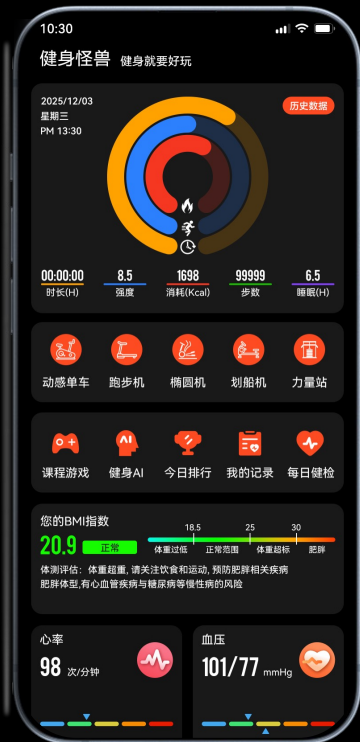 10:30
健身怪兽 健身就要好玩
2025/12/03
星期三
PM 13:30
历史数据
00:00:00 8.5 1698 99999 6.5
时长(H) 强度 消耗(Kcal) 步数 睡眠(H)
动感单车 跑步机 椭圆机 划船机 力量站
AI
课程游戏 健身AI 今日排行 我的记录 每日健检
您的BMI指数
20.9 正常
18.5 25 30
体重过低 正常范围 体重超标 肥胖
体测评估: 体重超重, 请关注饮食和运动, 预防肥胖相关疾病
肥胖体型,有心血管疾病与糖尿病等慢性病的风险
心率
98 次/分钟
血压
101/77 mmHg